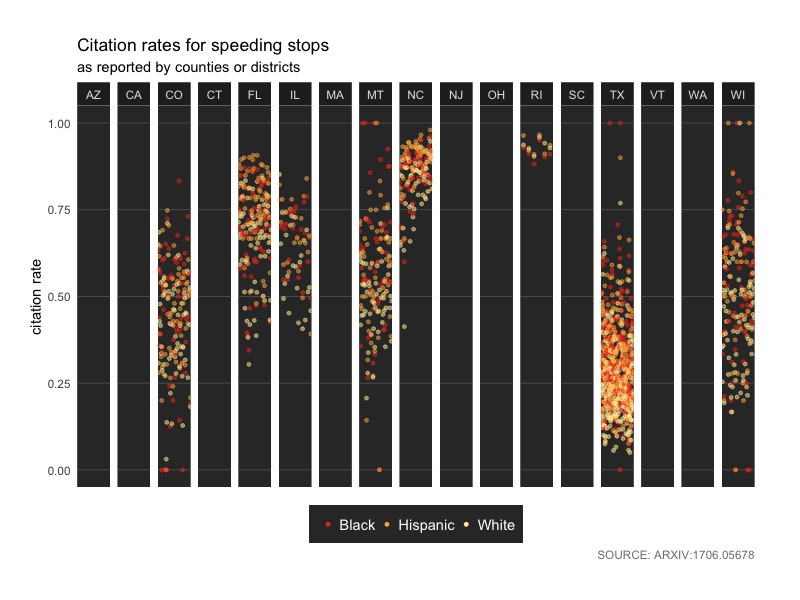 Citation rates for speeding stops
as reported by counties or districts
AZ CA CO CT FL IL MA MT NC NJ OH RI SC TX VT WA WI
1.00
0.75
0.50
0.25
0.00
citation rate
Black Hispanic White
SOURCE: ARXIV:1706.05678